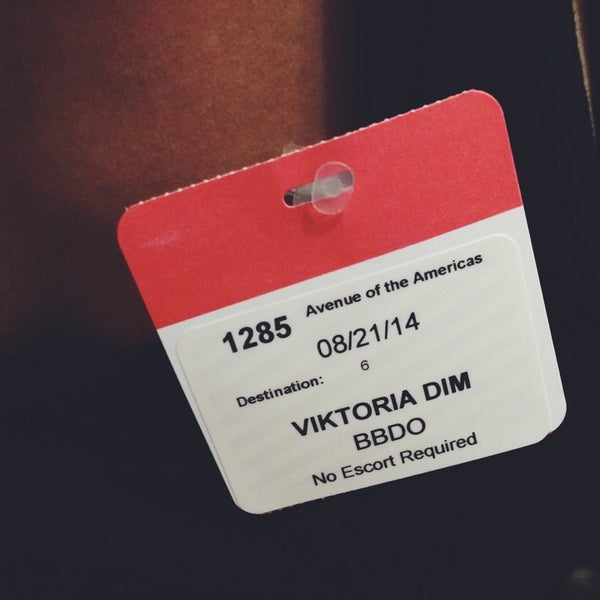 1285 Avenue of the Americas
08/21/14
Destination: 6
VIKTORIA DIM
BBDO
No Escort Required